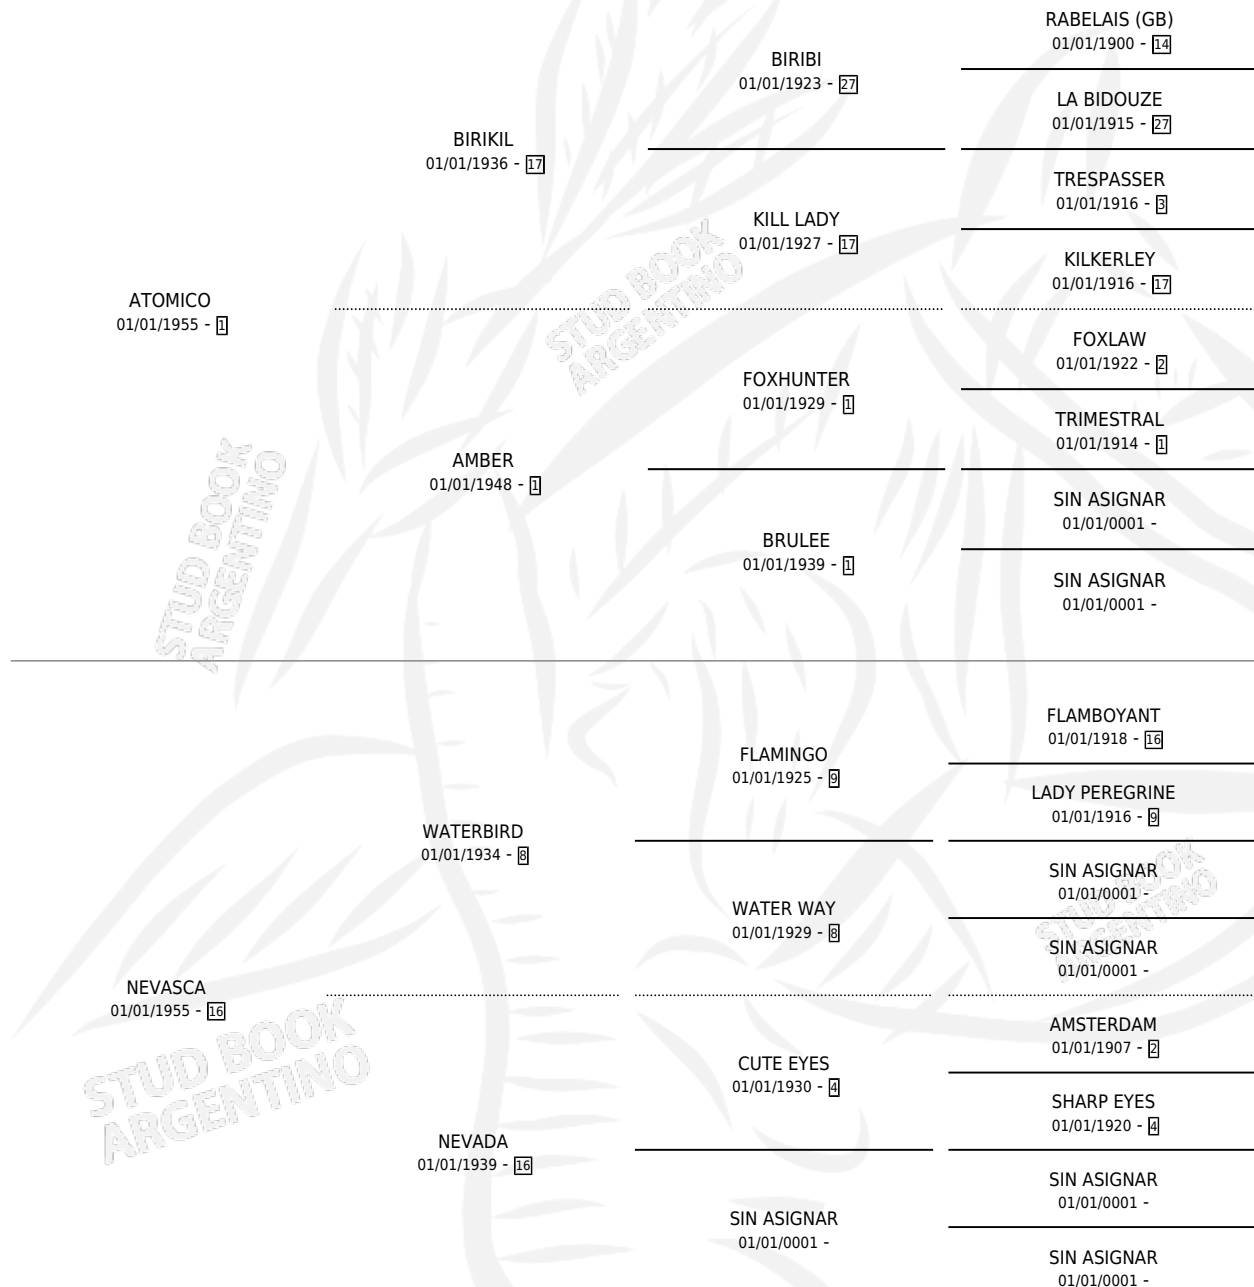 RABELAIS (GB)
01/01/1900 - 14
BIRIBI
01/01/1923 - 27
LA BIDOUZE
01/01/1915 - 27
BIRIKIL
01/01/1936 - 17
TRESPASSER
01/01/1916 - 3
KILL LADY
01/01/1927 - 17
KILKERLEY
01/01/1916 - 17
ATOMICO
01/01/1955 - 1
FOXLAW
01/01/1922 - 2
FOXHUNTER
01/01/1929 - 1
TRIMESTRAL
01/01/1914 - 1
AMBER
01/01/1948 - 1
SIN ASIGNAR
01/01/0001 -
BRULEE
01/01/1939 - 1
SIN ASIGNAR
01/01/0001 -
FLAMBOYANT
01/01/1918 - 16
FLAMINGO
01/01/1925 - 9
LADY PEREGRINE
01/01/1916 - 9
WATERBIRD
01/01/1934 - 8
SIN ASIGNAR
01/01/0001 -
WATER WAY
01/01/1929 - 8
SIN ASIGNAR
01/01/0001 -
NEVASCA
01/01/1955 - 16
AMSTERDAM
01/01/1907 - 2
CUTE EYES
01/01/1930 - 4
SHARP EYES
01/01/1920 - 4
NEVADA
01/01/1939 - 16
SIN ASIGNAR
01/01/0001 -
SIN ASIGNAR
01/01/0001 -
SIN ASIGNAR
01/01/0001 -
STUD BOOK
ARGENTINO
STUD BOOK
ARGENTINO
STUD BOOK
ARGENTINO
STUD BOOK
ARGENTINO